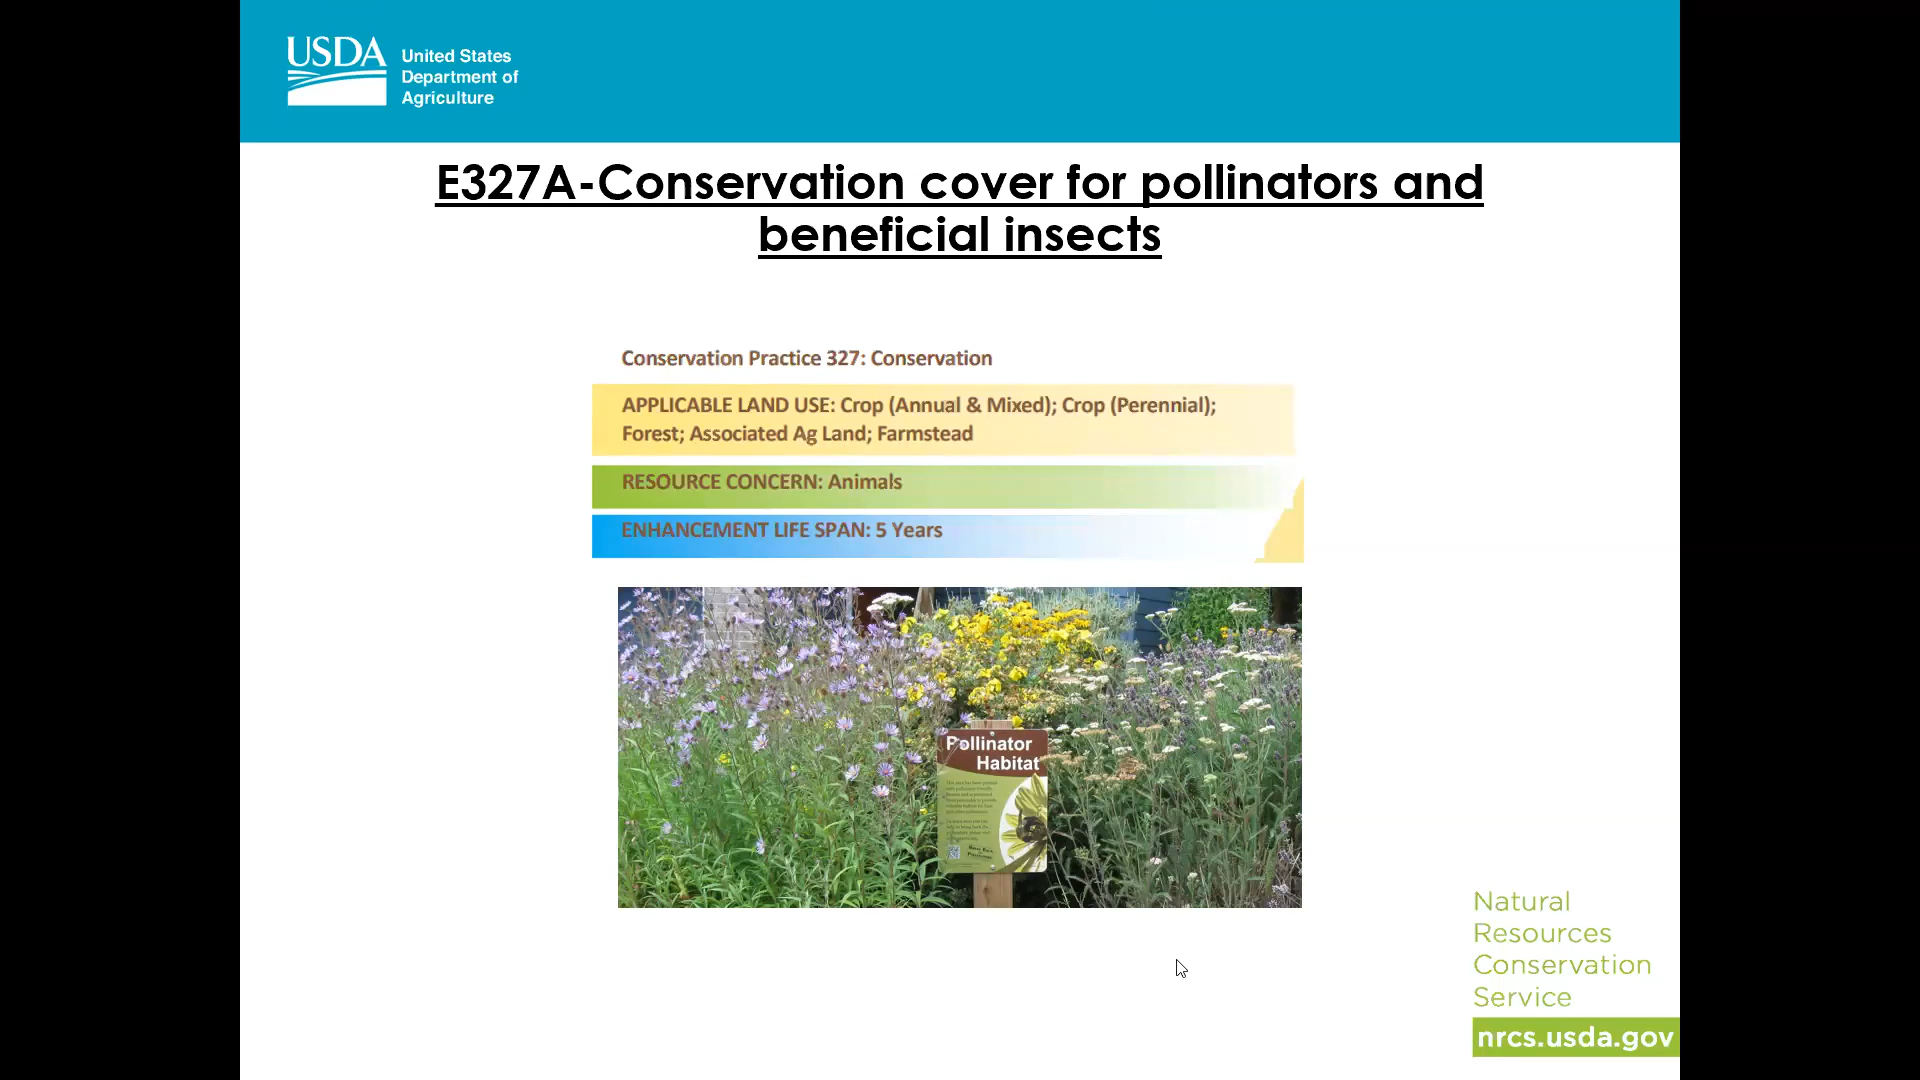 USDA
United States
Department of
Agriculture
E327A-Conservation cover for pollinators and
beneficial insects
Conservation Practice 327: Conservation
APPLICABLE LAND USE: Crop (Annual & Mixed); Crop (Perennial);
Forest; Associated Ag Land; Farmstead
RESOURCE CONCERN: Animals
ENHANCEMENT LIFE SPAN: 5 Years
Pollinator
Habitat
Natural
Resources
Conservation
Service
nrcs.usda.gov